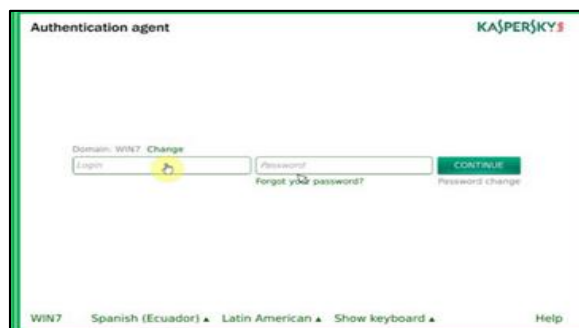 Authentication agent KASPERSKY
Domain: WIN7 Change
Login Password CONTINUE
Forgot your password? Password change
WIN7 Spanish (Ecuador) Latin American Show keyboard Help